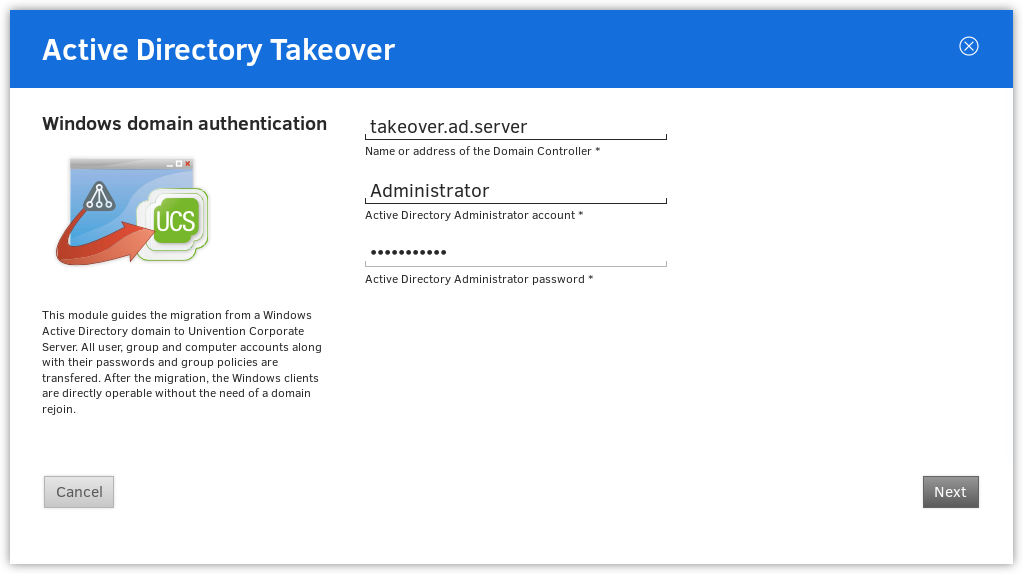 Active Directory Takeover
Windows domain authentication
UCS
This module guides the migration from a Windows
Active Directory domain to Univention Corporate
Server. All user, group and computer accounts along
with their passwords and group policies are
transfered. After the migration, the Windows clients
are directly operable without the need of a domain
rejoin.
takeover.ad.server
Name or address of the Domain Controller *
Administrator
Active Directory Administrator account *
•••••••••••
Active Directory Administrator password *
Cancel
Next